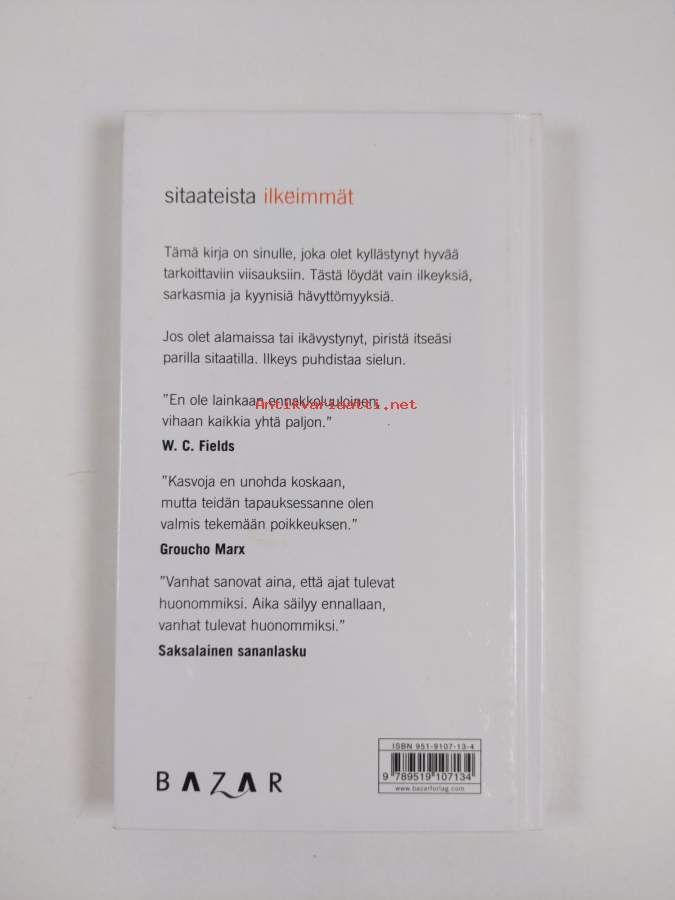 sitaateista ilkeimmät
Tämä kirja on sinulle, joka olet kyllästynyt hyvää
tarkoittaviin viisauksiin. Tästä löydät vain ilkeyksiä,
sarkasmia ja kyynisiä hävyttömyyksiä.
Jos olet alamaissa tai ikävystynyt, piristä itseäsi
parilla sitaatilla. Ilkeys puhdistaa sielun.
"En ole lainkaan ennakkoluuloinen;
Antikvariaatti.net
vihaan kaikkia yhtä paljon."
W. C. Fields
"Kasvoja en unohda koskaan,
mutta teidän tapauksessanne olen
valmis tekemään poikkeuksen."
Groucho Marx
"Vanhat sanovat aina, että ajat tulevat
huonommiksi. Aika säilyy ennallaan,
vanhat tulevat huonommiksi."
Saksalainen sananlasku
BAZAR
ISBN 951-9107-13-4
9 789519 107134
www.bazarforlag.com